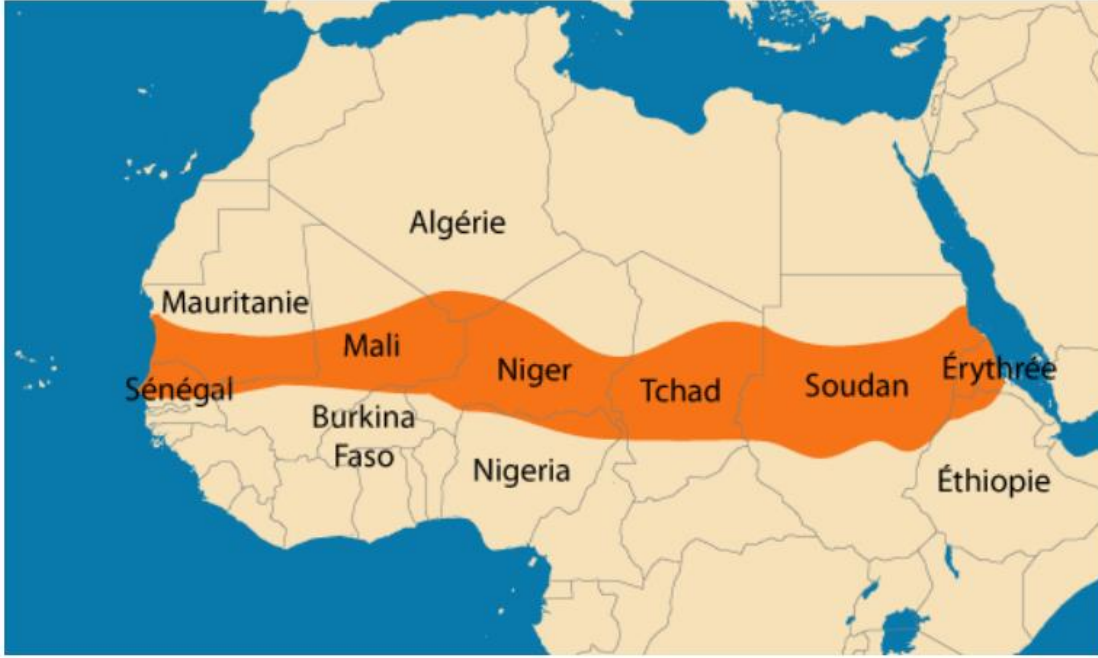 Algérie
Mauritanie
Mali
Niger
Tchad
Soudan
Érythrée
Sénégal
Burkina
Faso
Nigeria
Éthiopie